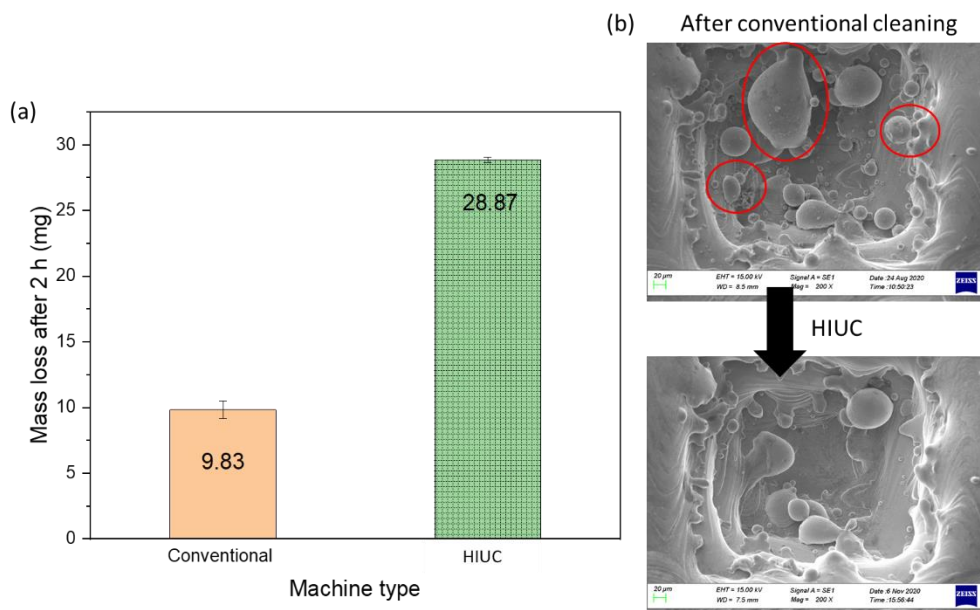 (a)
Mass loss after 2 h (mg)
30
25
20
15
10
5
0
9.83
28.87
Conventional
HIUC
Machine type
(b)
After conventional cleaning
20 µm
EHT = 15.00 kV
WD = 8.5 mm
Signal A = SE1
Mag = 200 X
Date :24 Aug 2020
Time :10:50:23
ZEISS
HIUC
20 µm
EHT = 15.00 kV
WD = 7.5 mm
Signal A = SE1
Mag = 200 X
Date :6 Nov 2020
Time :15:56:44
ZEISS